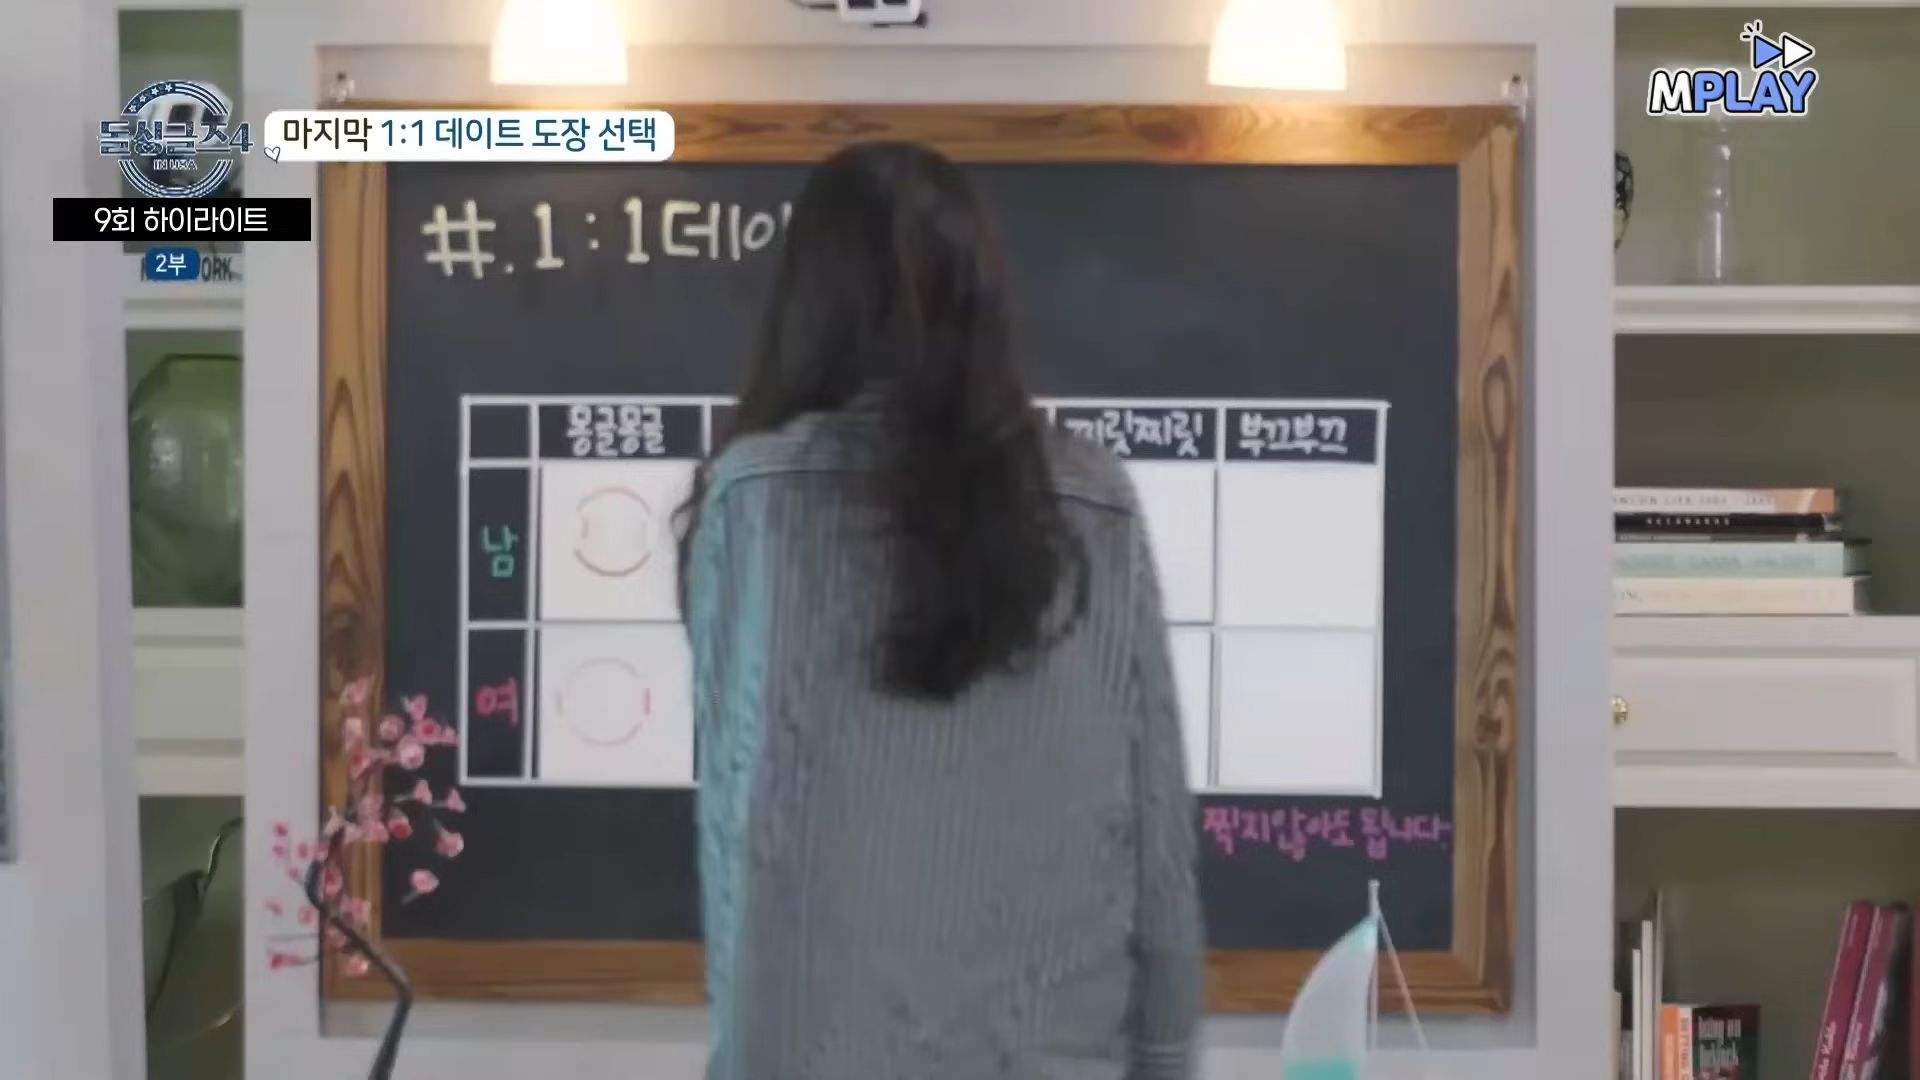 MPLAY
돌싱글즈4
IN USA
마지막 1:1 데이트 도장 선택
9회 하이라이트
2부
#.1:1데이
몽글몽글
찌릿찌릿
부끄부끄
남
여
찍지 않아도 됩니다.